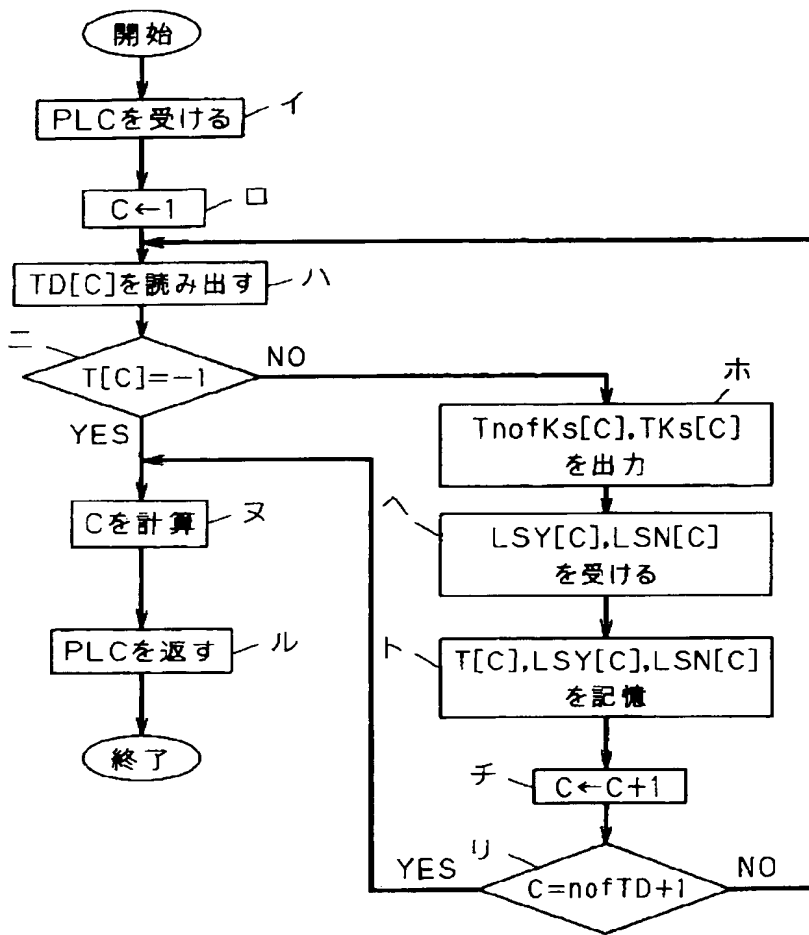 開始
PLCを受ける
イ
C←1
ロ
TD[C]を読み出す
ハ
ニ
T[C]=-1
NO
YES
ホ
TnofKs[C],TKs[C]
を出力
ヘ
LSY[C],LSN[C]
を受ける
ト
T[C],LSY[C],LSN[C]
を記憶
チ
C←C+1
リ
C=nofTD+1
YES
NO
Cを計算
ヌ
PLCを返す
ル
終了